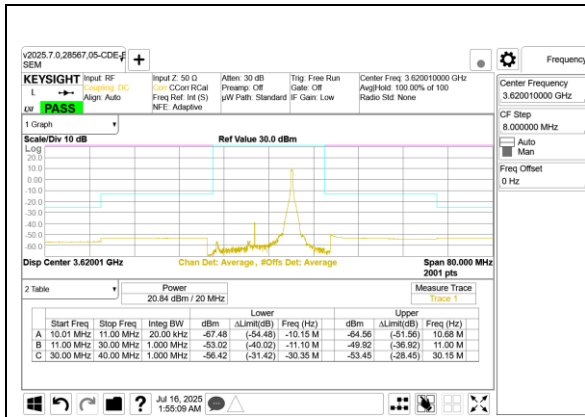 v2025.7.0,28567,05-CDE-F
SEM
+
Frequency
KEYSIGHT Input: RF Input Z: 50 Ω Atten: 30 dB Trig: Free Run Center Freq: 3.620010000 GHz
L Coupling: DC Corr CCorr RCal Preamp: Off Gate: Off Avg|Hold: 100.00% of 100
Align: Auto Freq Ref: Int (S) µW Path: Standard IF Gain: Low Radio Std: None
LXI PASS NFE: Adaptive
Center Frequency
3.620010000 GHz
CF Step
8.000000 MHz
Auto
Man
Freq Offset
0 Hz
1 Graph
Scale/Div 10 dB Ref Value 30.0 dBm
Log
20.0
10.0
0.00
-10.0
-20.0
-30.0
-40.0
-50.0
-60.0
Disp Center 3.62001 GHz Chan Det: Average , #Offs Det: Average Span 80.000 MHz
2001 pts
2 Table Power Measure Trace
20.84 dBm / 20 MHz Trace 1
Lower Upper
Start Freq Stop Freq Integ BW dBm ΔLimit(dB) Freq (Hz) dBm ΔLimit(dB) Freq (Hz)
A 10.01 MHz 11.00 MHz 20.00 kHz -67.48 (-54.48) -10.15 M -64.56 (-51.56) 10.68 M
B 11.00 MHz 30.00 MHz 1.000 MHz -53.02 (-40.02) -11.10 M -49.92 (-36.92) 11.00 M
C 30.00 MHz 40.00 MHz 1.000 MHz -56.42 (-31.42) -30.35 M -53.45 (-28.45) 30.15 M
? Jul 16, 2025
1:55:09 AM